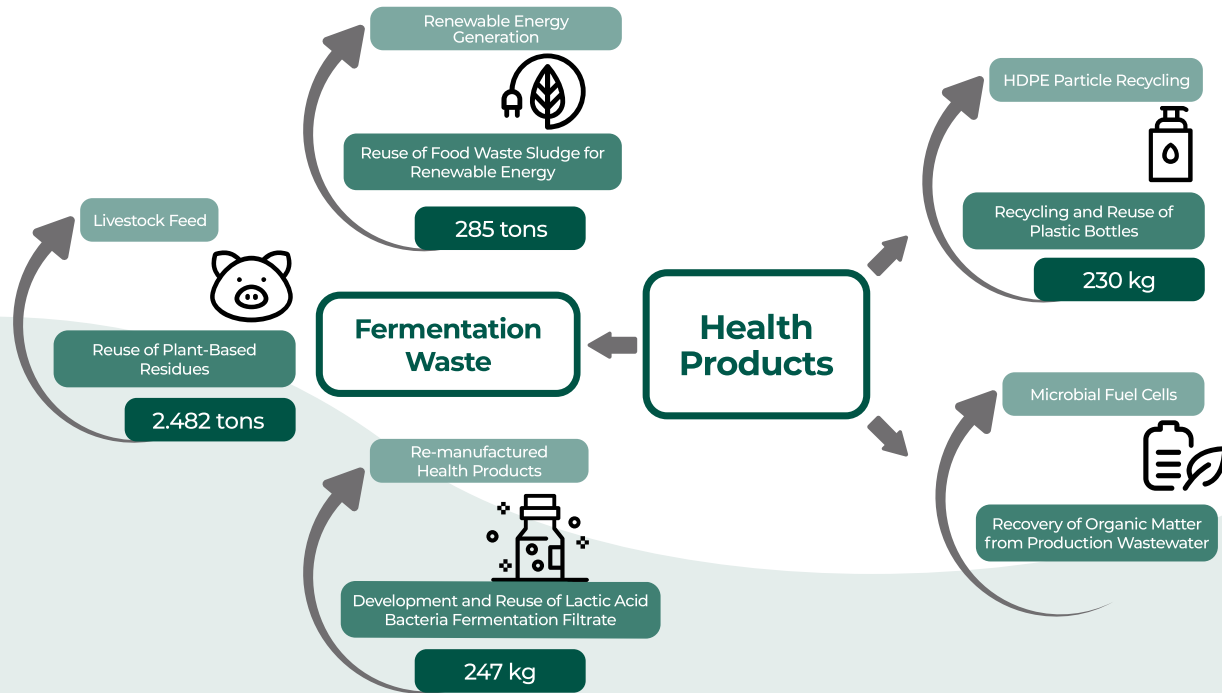 Renewable Energy
Generation
Reuse of Food Waste Sludge for
Renewable Energy
285 tons
Livestock Feed
Reuse of Plant-Based
Residues
2.482 tons
Fermentation
Waste
Health
Products
Re-manufactured
Health Products
Development and Reuse of Lactic Acid
Bacteria Fermentation Filtrate
247 kg
HDPE Particle Recycling
Recycling and Reuse of
Plastic Bottles
230 kg
Microbial Fuel Cells
Recovery of Organic Matter
from Production Wastewater